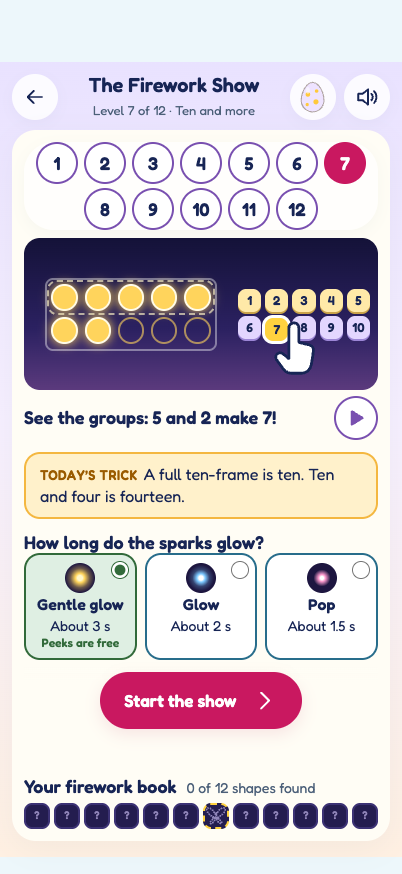 The Firework Show
Level 7 of 12 · Ten and more
1 2 3 4 5 6 7
8 9 10 11 12
1 2 3 4 5
6 7 8 9 10
See the groups: 5 and 2 make 7!
TODAY'S TRICK A full ten-frame is ten. Ten
and four is fourteen.
How long do the sparks glow?
Gentle glow
About 3 s
Peeks are free
Glow
About 2 s
Pop
About 1.5 s
Start the show
Your firework book 0 of 12 shapes found
? ? ? ? ? ? ? ? ? ? ?